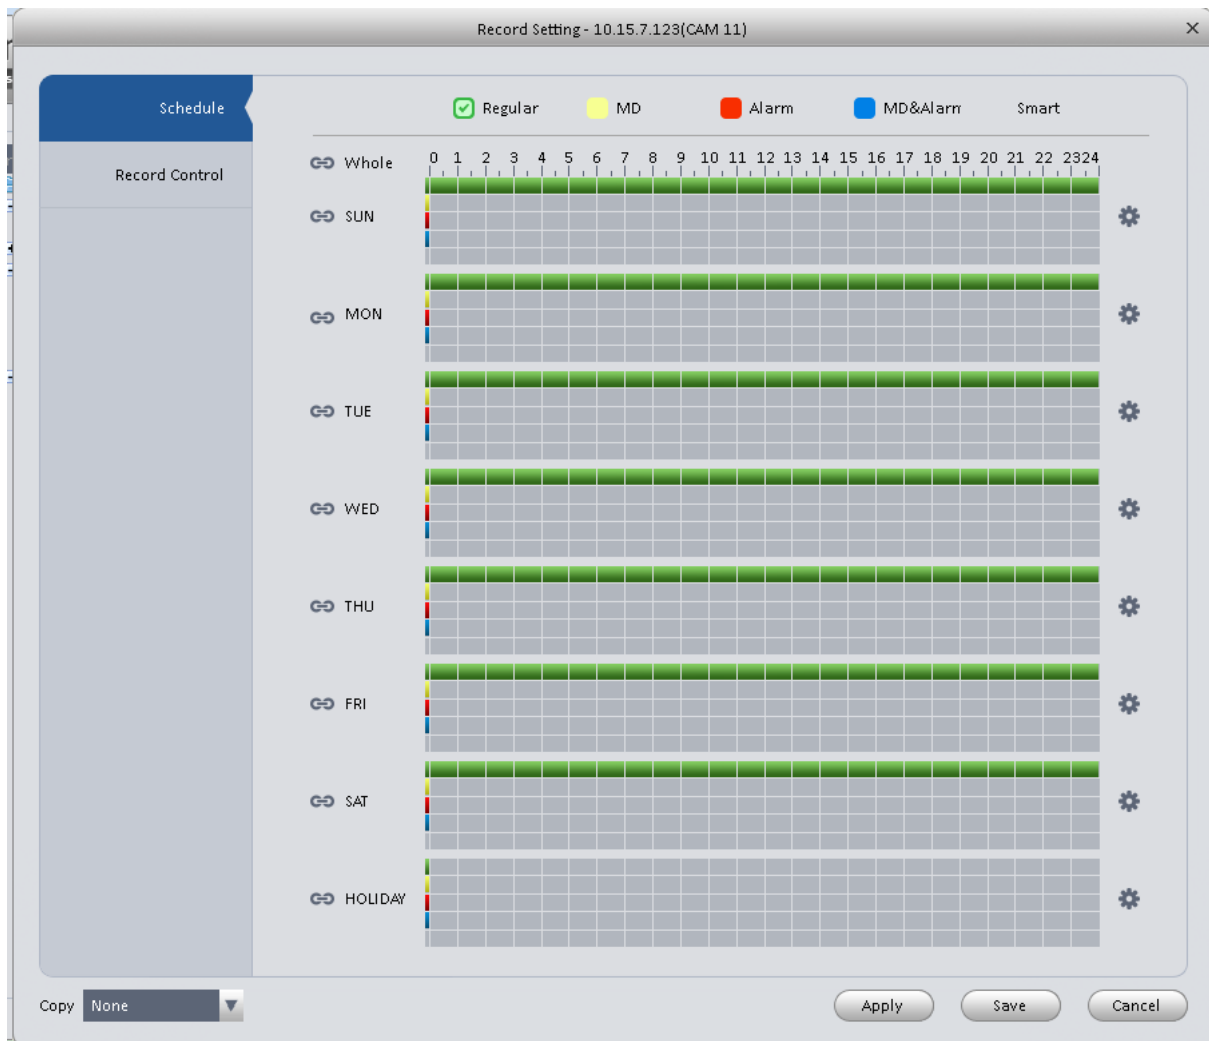 Record Setting - 10.15.7.123(CAM 11)
Schedule
Regular MD Alarm MD&Alarm Smart
Record Control
Whole 0 1 2 3 4 5 6 7 8 9 10 11 12 13 14 15 16 17 18 19 20 21 22 23 24
SUN
MON
TUE
WED
THU
FRI
SAT
HOLIDAY
Copy None Apply Save Cancel